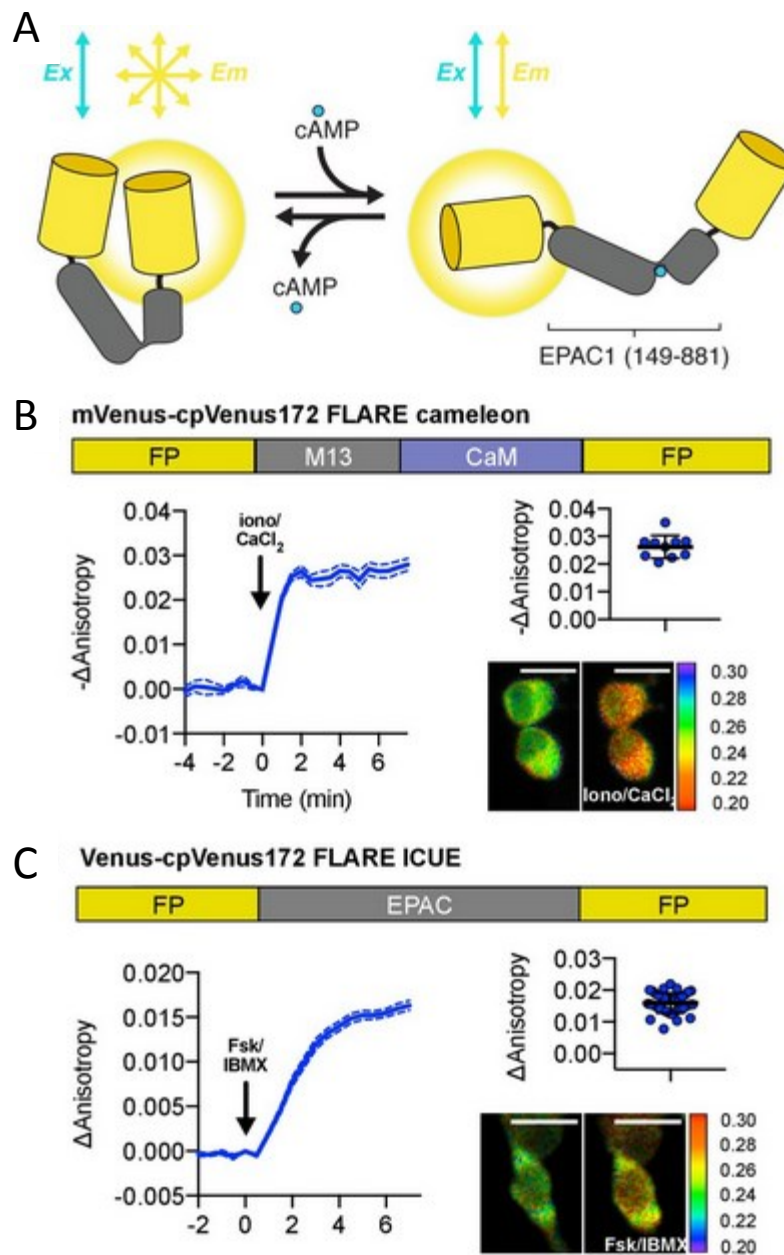 A
Ex Em Ex Em
cAMP
cAMP
EPAC1 (149-881)
B mVenus-cpVenus172 FLARE cameleon
FP M13 CaM FP
-ΔAnisotropy
0.04
0.03
0.02
0.01
0.00
-0.01
iono/
CaCl₂
-4 -2 0 2 4 6
Time (min)
-ΔAnisotropy
0.04
0.03
0.02
0.01
0.00
Iono/CaCl₂
0.30
0.28
0.26
0.24
0.22
0.20
C Venus-cpVenus172 FLARE ICUE
FP EPAC FP
ΔAnisotropy
0.020
0.015
0.010
0.005
0.000
-0.005
Fsk/
IBMX
-2 0 2 4 6
ΔAnisotropy
0.03
0.02
0.01
0.00
Fsk/IBMX
0.30
0.28
0.26
0.24
0.22
0.20